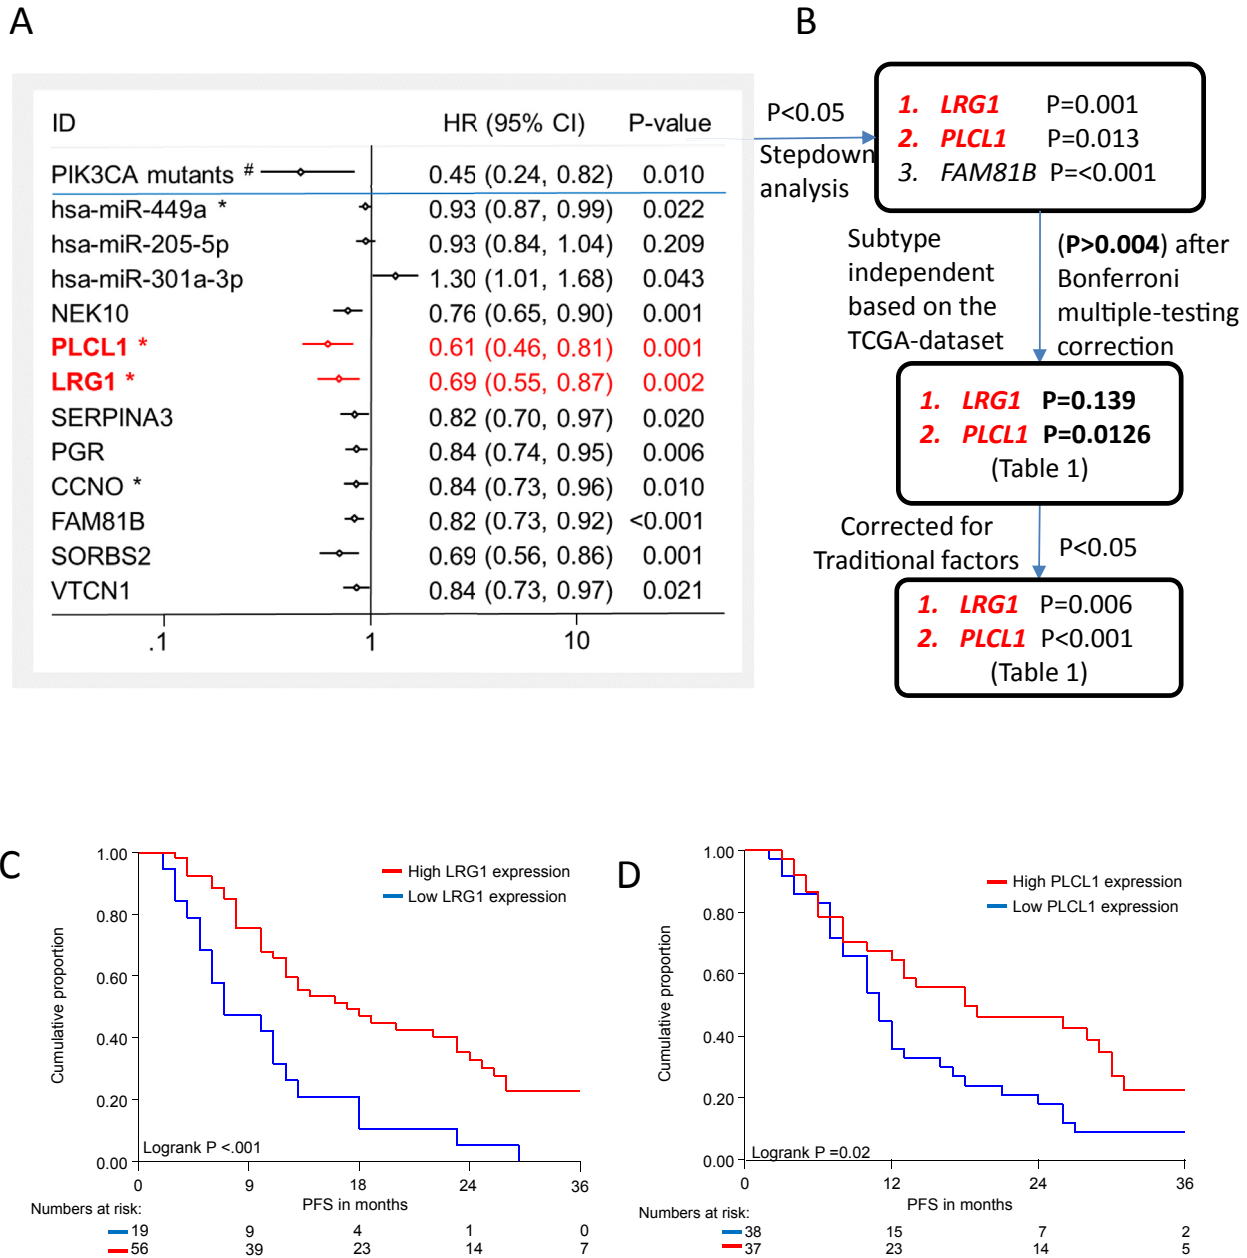 A
B
ID HR (95% CI) P-value
PIK3CA mutants # 0.45 (0.24, 0.82) 0.010
hsa-miR-449a * 0.93 (0.87, 0.99) 0.022
hsa-miR-205-5p 0.93 (0.84, 1.04) 0.209
hsa-miR-301a-3p 1.30 (1.01, 1.68) 0.043
NEK10 0.76 (0.65, 0.90) 0.001
PLCL1 * 0.61 (0.46, 0.81) 0.001
LRG1 * 0.69 (0.55, 0.87) 0.002
SERPINA3 0.82 (0.70, 0.97) 0.020
PGR 0.84 (0.74, 0.95) 0.006
CCNO * 0.84 (0.73, 0.96) 0.010
FAM81B 0.82 (0.73, 0.92) <0.001
SORBS2 0.69 (0.56, 0.86) 0.001
VTCN1 0.84 (0.73, 0.97) 0.021
.1 1 10
P<0.05
Stepdown
analysis
1. LRG1 P=0.001
2. PLCL1 P=0.013
3. FAM81B P=<0.001
Subtype
independent
based on the
TCGA-dataset
(P>0.004) after
Bonferroni
multiple-testing
correction
1. LRG1 P=0.139
2. PLCL1 P=0.0126
(Table 1)
Corrected for
Traditional factors
P<0.05
1. LRG1 P=0.006
2. PLCL1 P<0.001
(Table 1)
C
1.00
0.80
0.60
0.40
0.20
0.00
Cumulative proportion
High LRG1 expression
Low LRG1 expression
Logrank P <.001
0 9 18 24 36
PFS in months
Numbers at risk:
19 9 4 1 0
56 39 23 14 7
D
1.00
0.80
0.60
0.40
0.20
0.00
Cumulative proportion
High PLCL1 expression
Low PLCL1 expression
Logrank P =0.02
0 12 24 36
PFS in months
Numbers at risk:
38 15 7 2
37 23 14 5